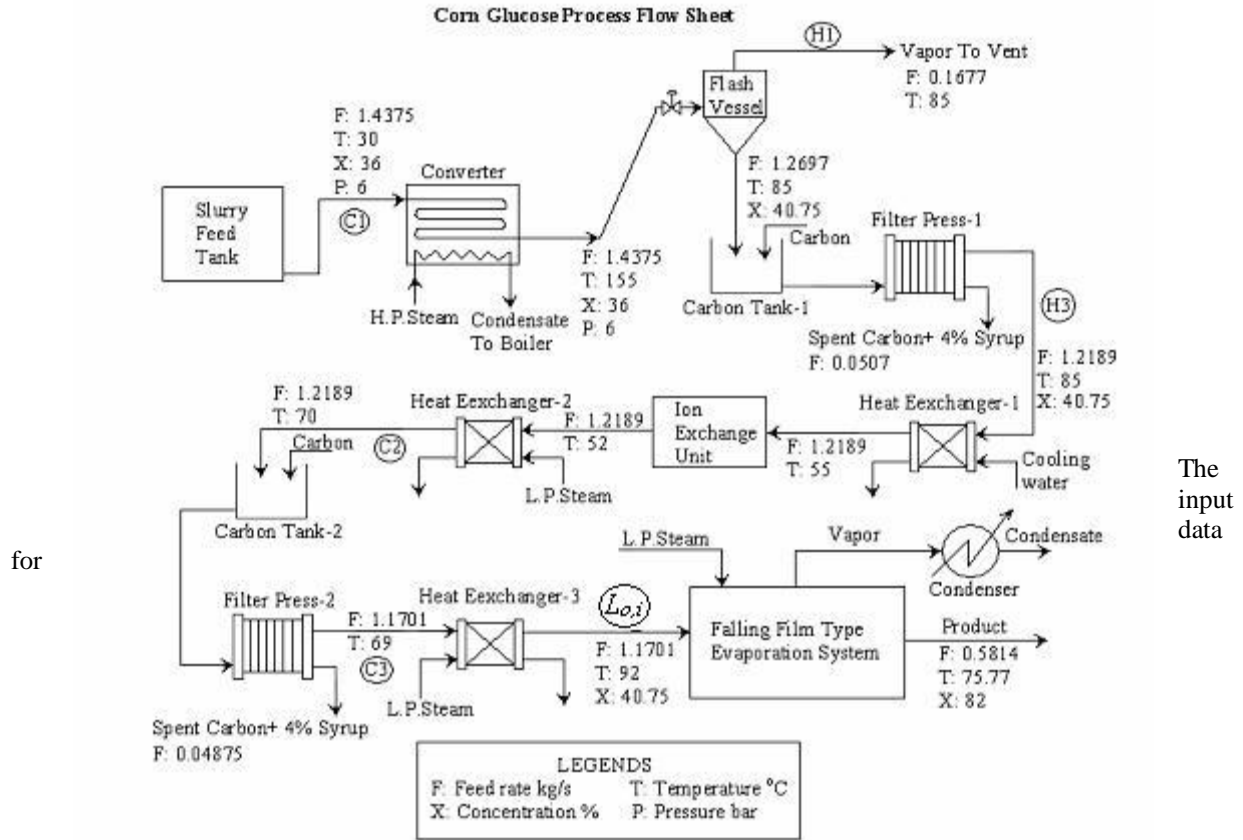 Corn Glucose Process Flow Sheet
H1
Vapor To Vent
F: 0.1677
T: 85
Flash
Vessel
F: 1.4375
T: 30
X: 36
P: 6
C1
Slurry
Feed
Tank
Converter
H.P.Steam
Condensate
To Boiler
F: 1.4375
T: 155
X: 36
P: 6
F: 1.2697
T: 85
X: 40.75
Carbon
Carbon Tank-1
Filter Press-1
H3
Spent Carbon+ 4% Syrup
F: 0.0507
F: 1.2189
T: 85
X: 40.75
Heat Eexchanger-1
Cooling
water
F: 1.2189
T: 55
Ion
Exchange
Unit
F: 1.2189
T: 52
Heat Eexchanger-2
L.P.Steam
F: 1.2189
T: 70
C2
Carbon
Carbon Tank-2
The
input
data
for
Filter Press-2
F: 1.1701
T: 69
C3
Spent Carbon+ 4% Syrup
F: 0.04875
Heat Eexchanger-3
L.P.Steam
Lo,i
F: 1.1701
T: 92
X: 40.75
L.P.Steam
Falling Film Type
Evaporation System
Vapor
Condenser
Condensate
Product
F: 0.5814
T: 75.77
X: 82
LEGENDS
F: Feed rate kg/s T: Temperature °C
X: Concentration % P: Pressure bar